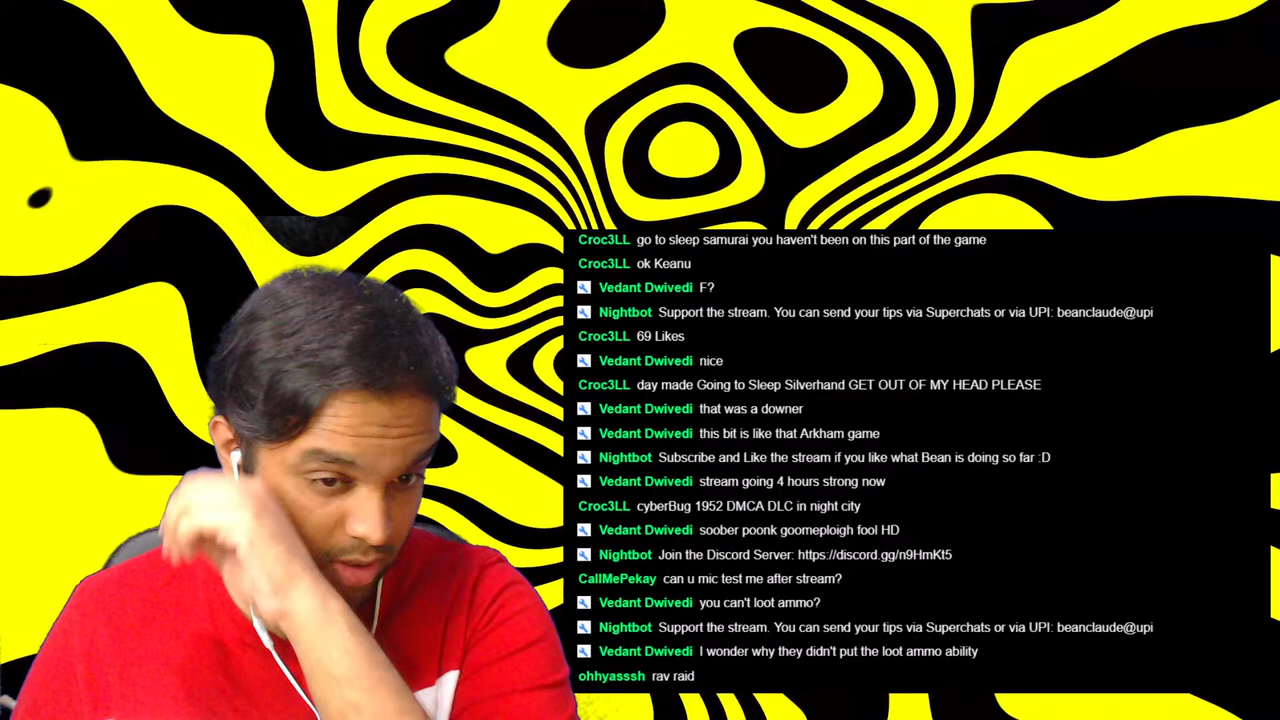 Croc3LL go to sleep samurai you haven't been on this part of the game
Croc3LL ok Keanu
Vedant Dwivedi F?
Nightbot Support the stream. You can send your tips via Superchats or via UPI: beanclaude@upi
Croc3LL 69 Likes
Vedant Dwivedi nice
Croc3LL day made Going to Sleep Silverhand GET OUT OF MY HEAD PLEASE
Vedant Dwivedi that was a downer
Vedant Dwivedi this bit is like that Arkham game
Nightbot Subscribe and Like the stream if you like what Bean is doing so far :D
Vedant Dwivedi stream going 4 hours strong now
Croc3LL cyberBug 1952 DMCA DLC in night city
Vedant Dwivedi soober poonk goomeploigh fool HD
Nightbot Join the Discord Server: https://discord.gg/n9HmKt5
CallMePekay can u mic test me after stream?
Vedant Dwivedi you can't loot ammo?
Nightbot Support the stream. You can send your tips via Superchats or via UPI: beanclaude@upi
Vedant Dwivedi I wonder why they didn't put the loot ammo ability
ohhyasssh rav raid